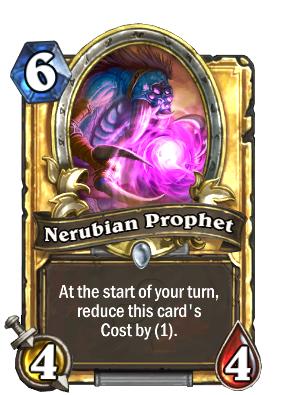 6
Nerubian Prophet
At the start of your turn,
reduce this card's
Cost by (1).
4
4